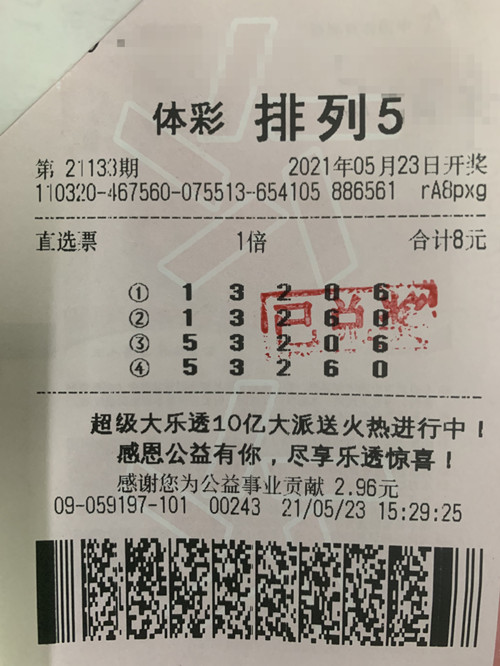 体彩 排列5
第 21133期 2021年05月23日开奖
110320-467560-075513-654105 886561 rA8pxg
直选票 1倍 合计8元
① 1 3 2 0 6
② 1 3 2 6 0
已兑奖
③ 5 3 2 0 6
④ 5 3 2 6 0
超级大乐透10亿大派送火热进行中！
感恩公益有你，尽享乐透惊喜！
感谢您为公益事业贡献 2.96元
09-059197-101 00243 21/05/23 15:29:25